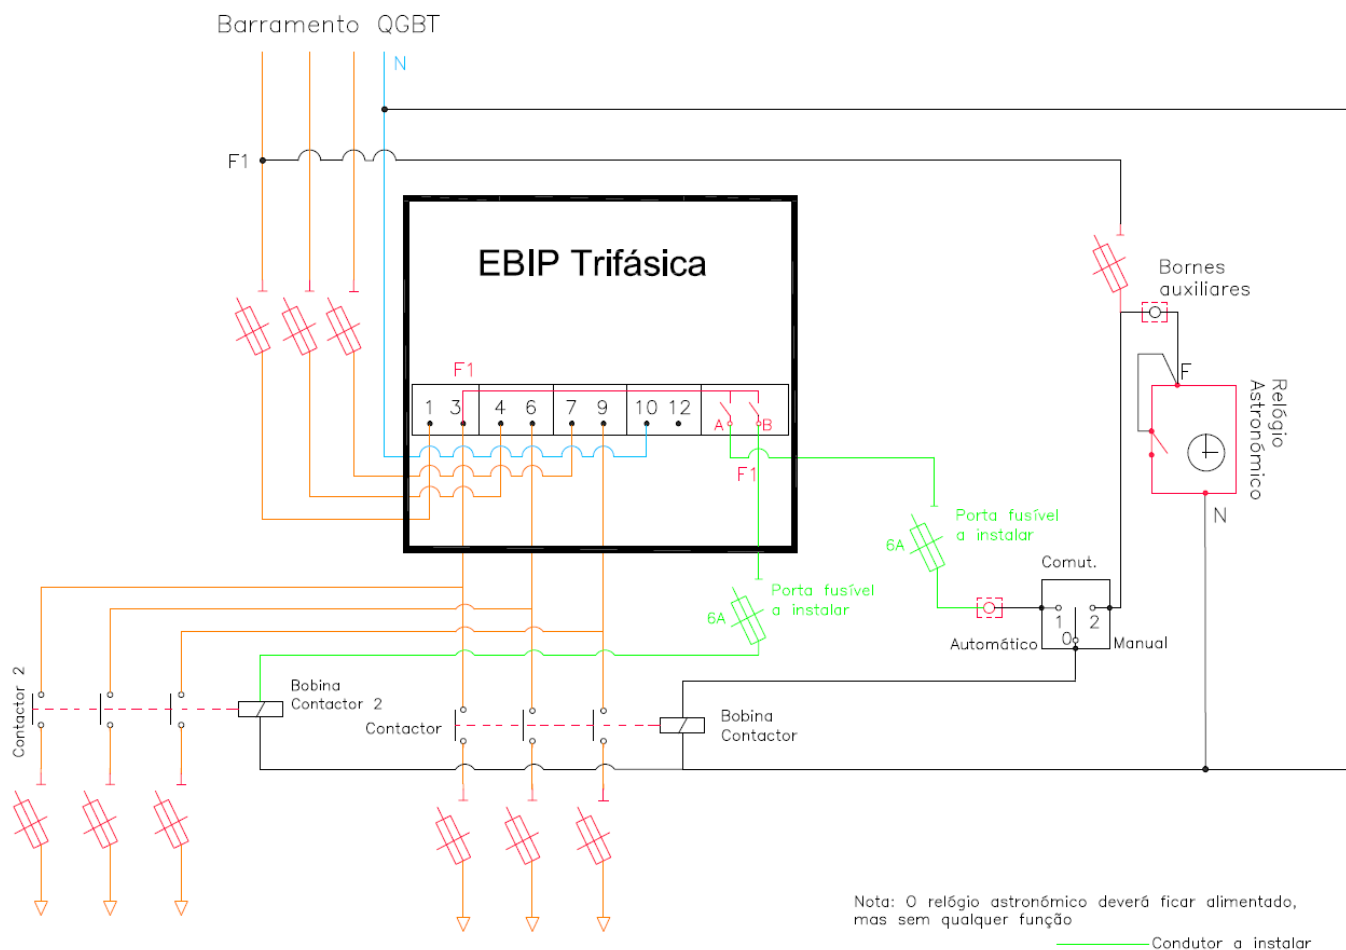 Barramento QGBT
N
F1
EBIP Trifásica
Bornes
auxiliares
F
Relógio
Astronómico
N
F1
1 3 4 6 7 9 10 12
A B
F1
Porta fusível
a instalar
6A
Comut.
1 2
0
Automático
Manual
Porta fusível
a instalar
6A
Contactor 2
Bobina
Contactor 2
Contactor
Bobina
Contactor
Nota: O relógio astronómico deverá ficar alimentado,
mas sem qualquer função
Condutor a instalar